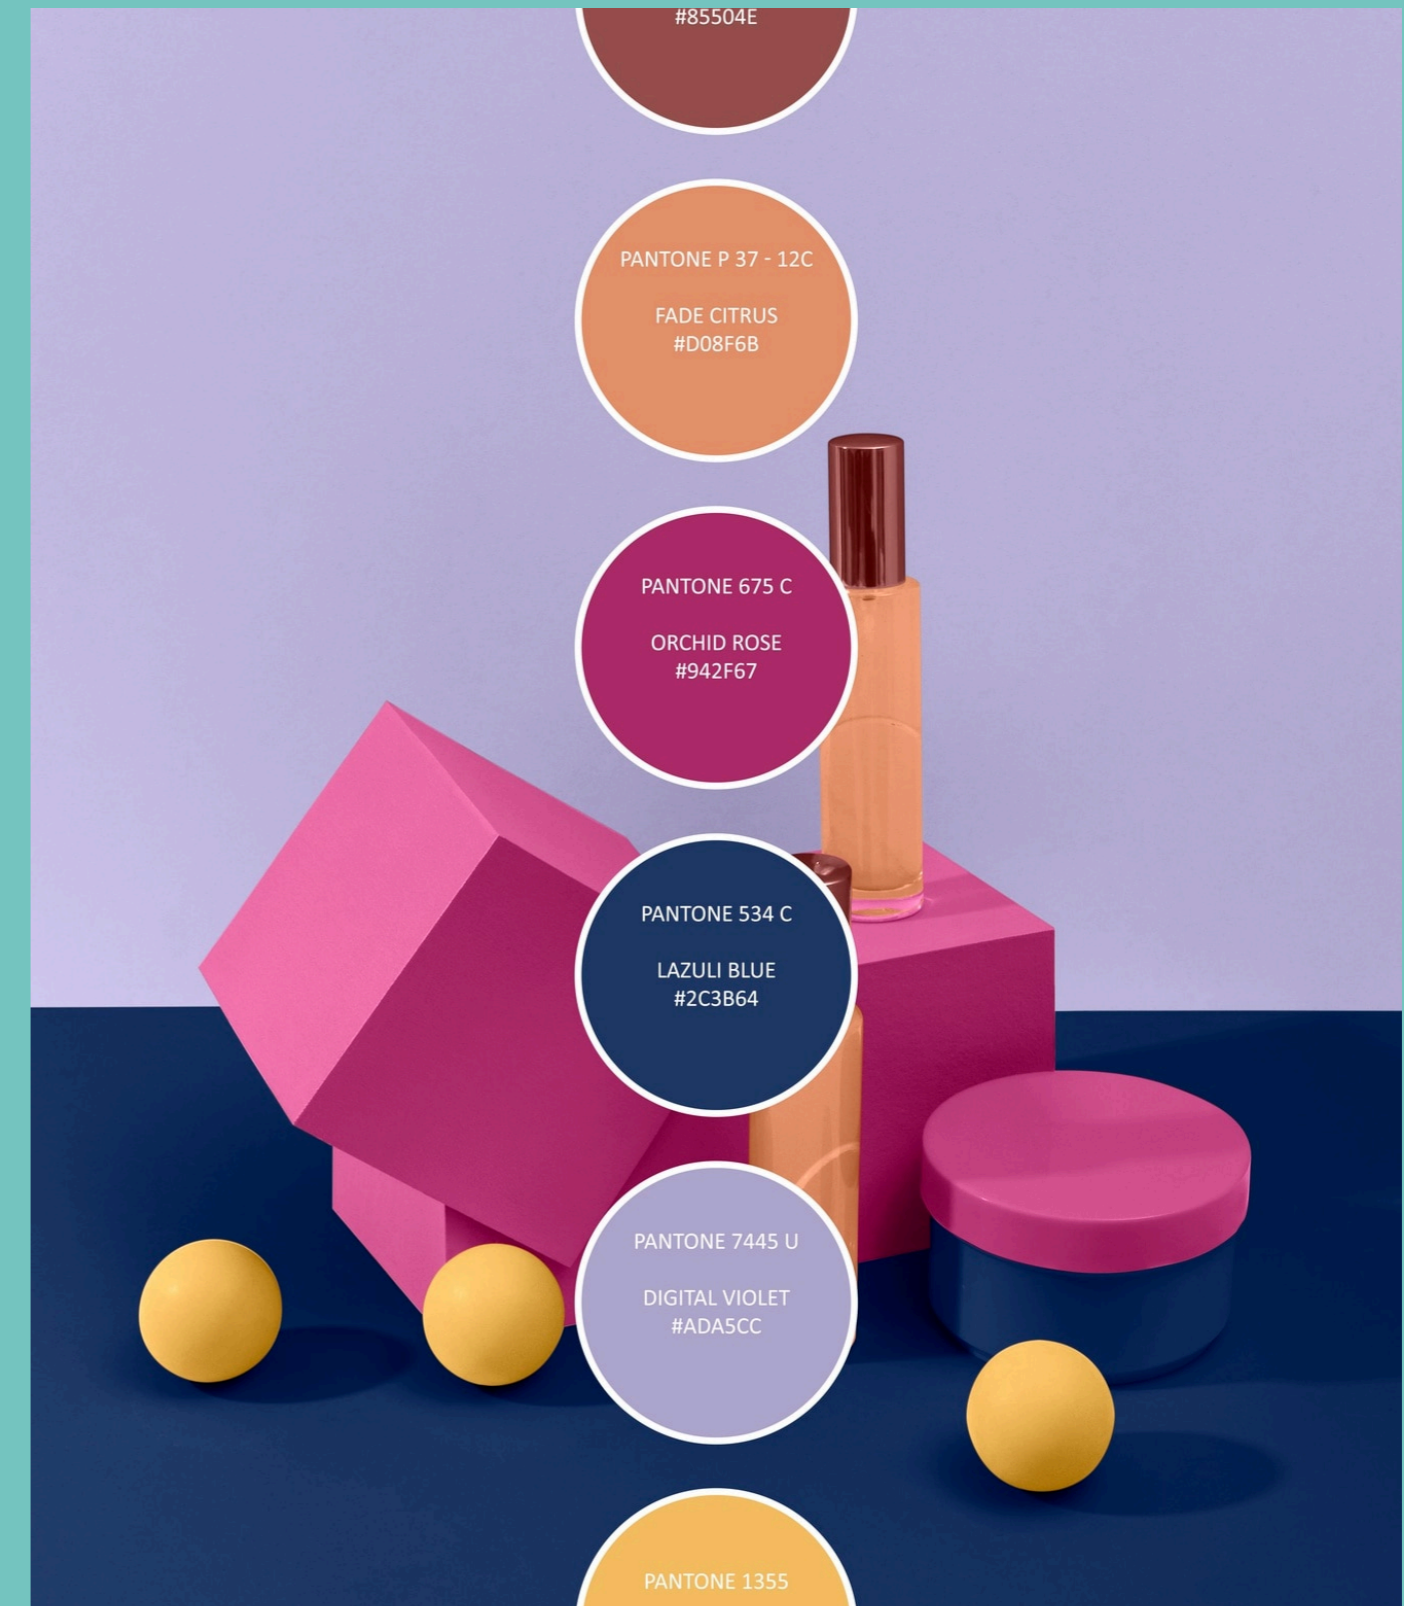 #85504E
PANTONE P 37 - 12C
FADE CITRUS
#D08F6B
PANTONE 675 C
ORCHID ROSE
#942F67
PANTONE 534 C
LAZULI BLUE
#2C3B64
PANTONE 7445 U
DIGITAL VIOLET
#ADA5CC
PANTONE 1355